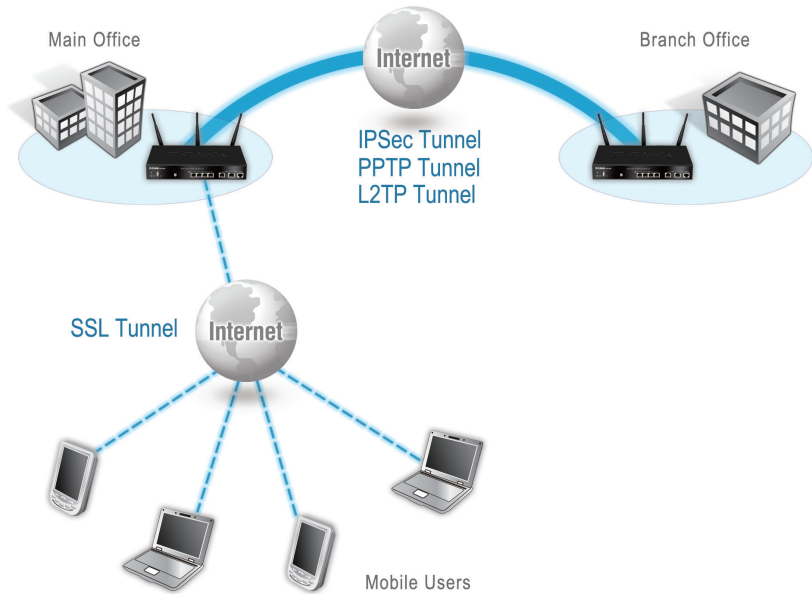 Main Office
Internet
Branch Office
IPSec Tunnel
PPTP Tunnel
L2TP Tunnel
SSL Tunnel
Internet
Mobile Users